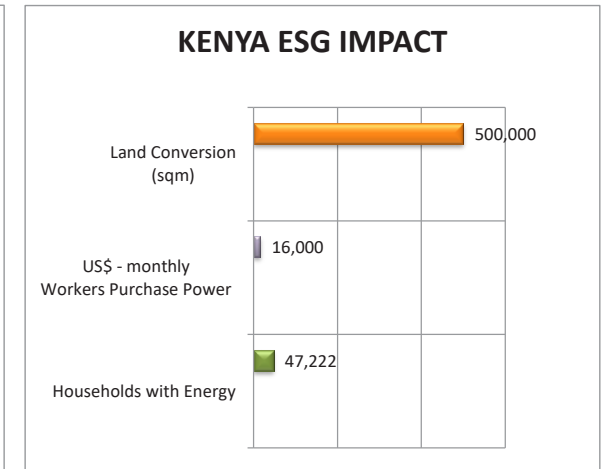 KENYA ESG IMPACT
Land Conversion
(sqm)
500,000
US$ - monthly
Workers Purchase Power
16,000
Households with Energy
47,222